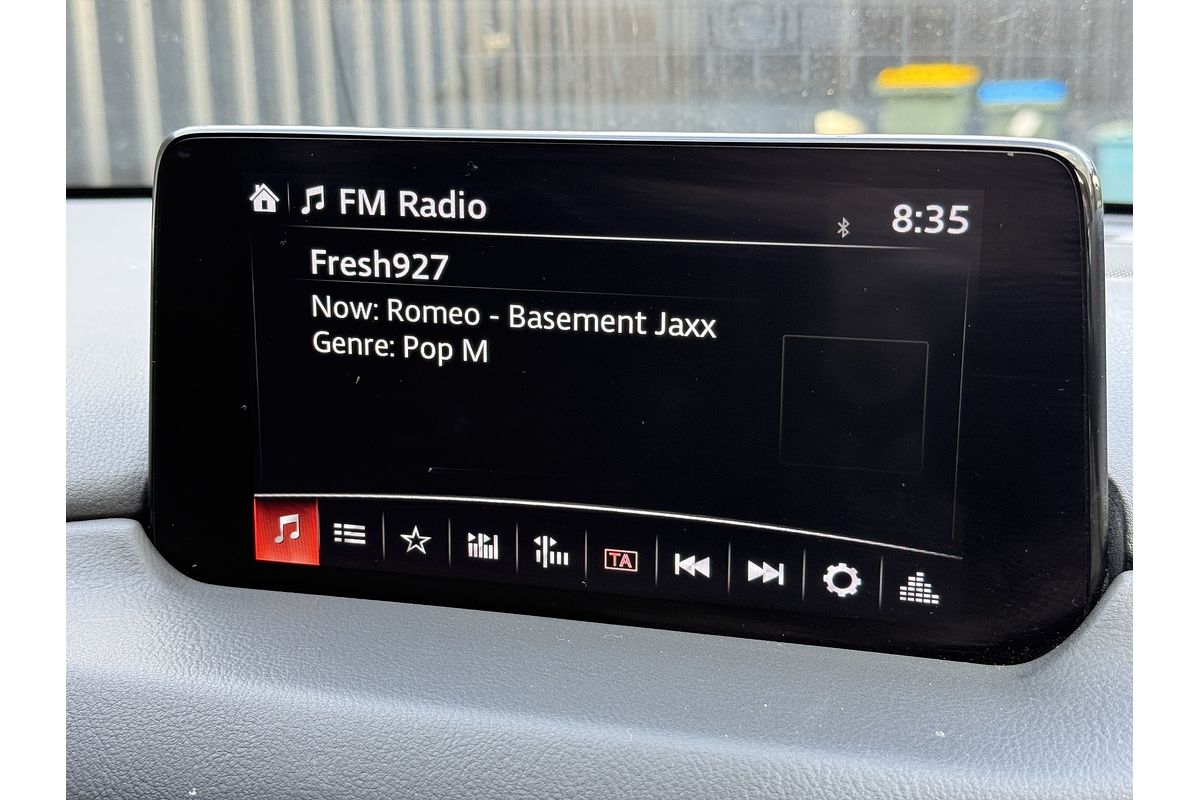 FM Radio
8:35
Fresh927
Now: Romeo - Basement Jaxx
Genre: Pop M
TA